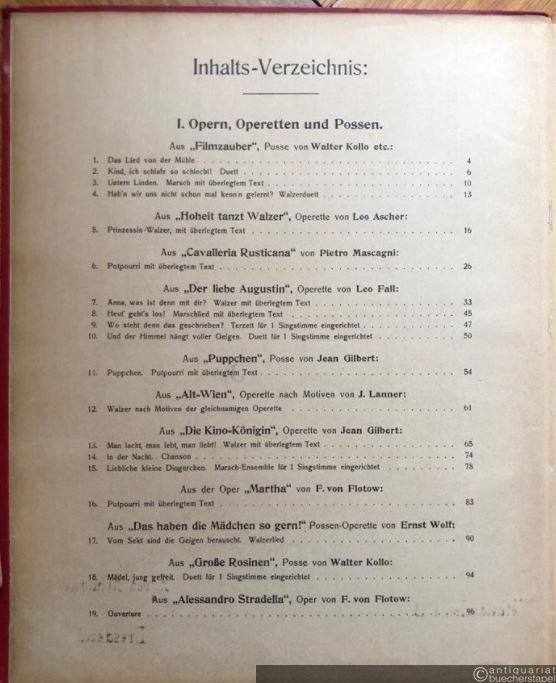 Inhalts-Verzeichnis:
I. Opern, Operetten und Possen.
Aus „Filmzauber", Posse von Walter Kollo etc.:
1. Das Lied von der Mühle 4
2. Kind, ich schlafe so schlecht! Duett 6
3. Untern Linden. Marsch mit überlegtem Text 10
4. Hab'n wir uns nicht schon mal kenn'n gelernt? Walzerduett 13
Aus „Hoheit tanzt Walzer", Operette von Leo Ascher:
5. Prinzessin-Walzer, mit überlegtem Text 16
Aus „Cavalleria Rusticana" von Pietro Mascagni:
6. Potpourri mit überlegtem Text 26
Aus „Der liebe Augustin", Operette von Leo Fall:
7. Anna, was ist denn mit dir? Walzer mit überlegtem Text 33
8. Heut' geht's los! Marschlied mit überlegtem Text 45
9. Wo steht denn das geschrieben? Terzett für 1 Singstimme eingerichtet 47
10. Und der Himmel hängt voller Geigen. Duett für 1 Singstimme eingerichtet 50
Aus „Puppchen", Posse von Jean Gilbert:
11. Puppchen. Potpourri mit überlegtem Text 54
Aus „Alt-Wien", Operette nach Motiven von J. Lanner:
12. Walzer nach Motiven der gleichnamigen Operette 61
Aus „Die Kino-Königin", Operette von Jean Gilbert:
13. Man lacht, man lebt, man liebt! Walzer mit überlegtem Text 65
14. In der Nacht. Chanson 74
15. Liebliche kleine Dingerchen. Marsch-Ensemble für 1 Singstimme eingerichtet 78
Aus der Oper „Martha" von F. von Flotow:
16. Potpourri mit überlegtem Text 83
Aus „Das haben die Mädchen so gern!" Possen-Operette von Ernst Wolf:
17. Vom Sekt sind die Geigen berauscht. Walzerlied 90
Aus „Große Rosinen", Posse von Walter Kollo:
18. Mädel, jung gefreit. Duett für 1 Singstimme eingerichtet 94
Aus „Alessandro Stradella", Oper von F. von Flotow:
19. Ouverture 96
Dresden.
© antiquariat
buecherstapel